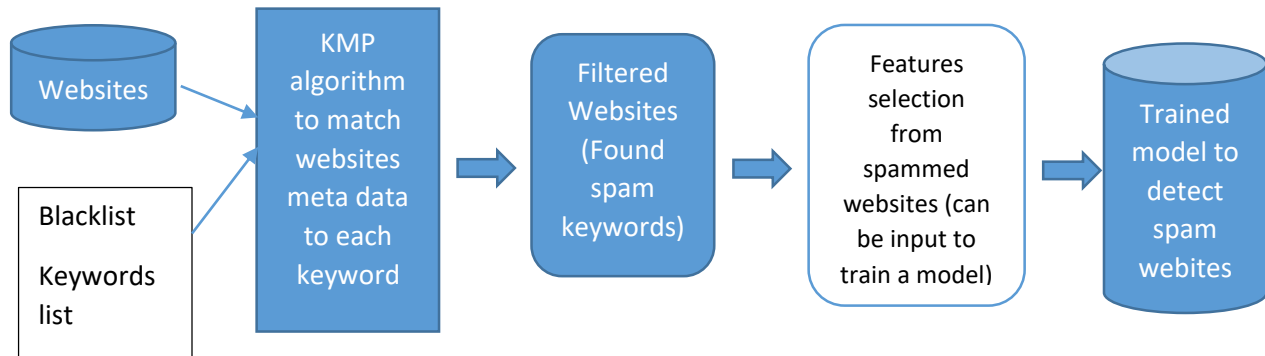 Websites
Blacklist
Keywords
list
KMP
algorithm
to match
websites
meta data
to each
keyword
Filtered
Websites
(Found
spam
keywords)
Features
selection
from
spammed
websites (can
be input to
train a model)
Trained
model to
detect
spam
webites